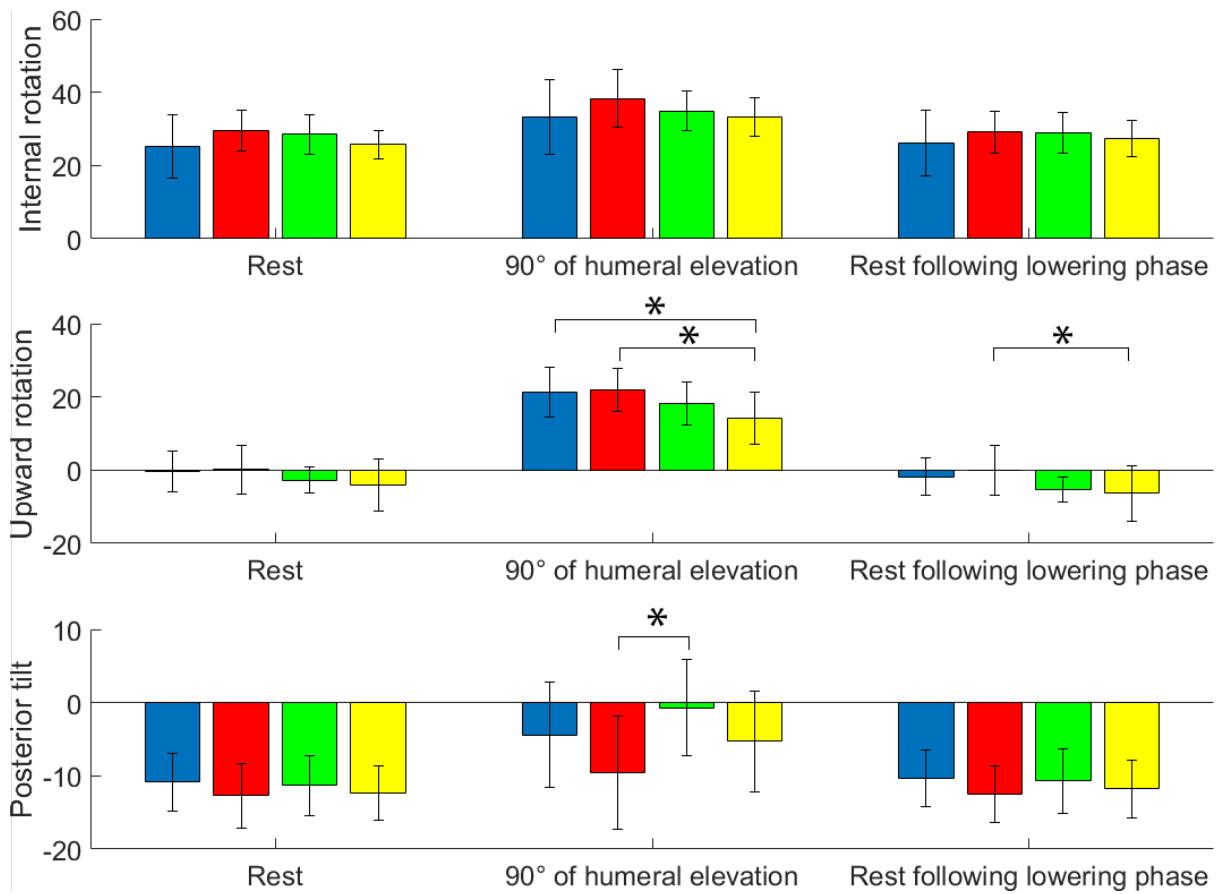 Internal rotation
60
40
20
0
Rest
90° of humeral elevation
Rest following lowering phase
Upward rotation
40
20
0
-20
*
*
*
Rest
90° of humeral elevation
Rest following lowering phase
Posterior tilt
10
0
-10
-20
*
Rest
90° of humeral elevation
Rest following lowering phase